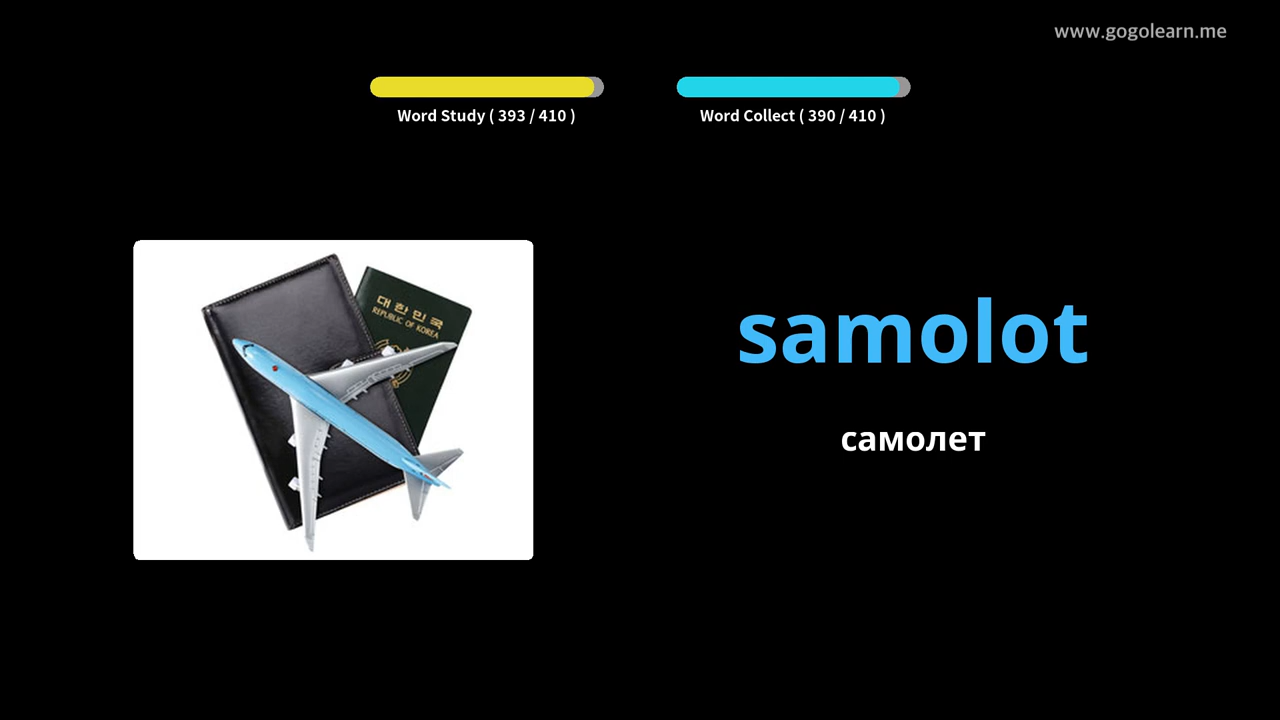 www.gogolearn.me
Word Study ( 393 / 410 )
Word Collect ( 390 / 410 )
대한민국
REPUBLIC OF KOREA
samolot
самолет